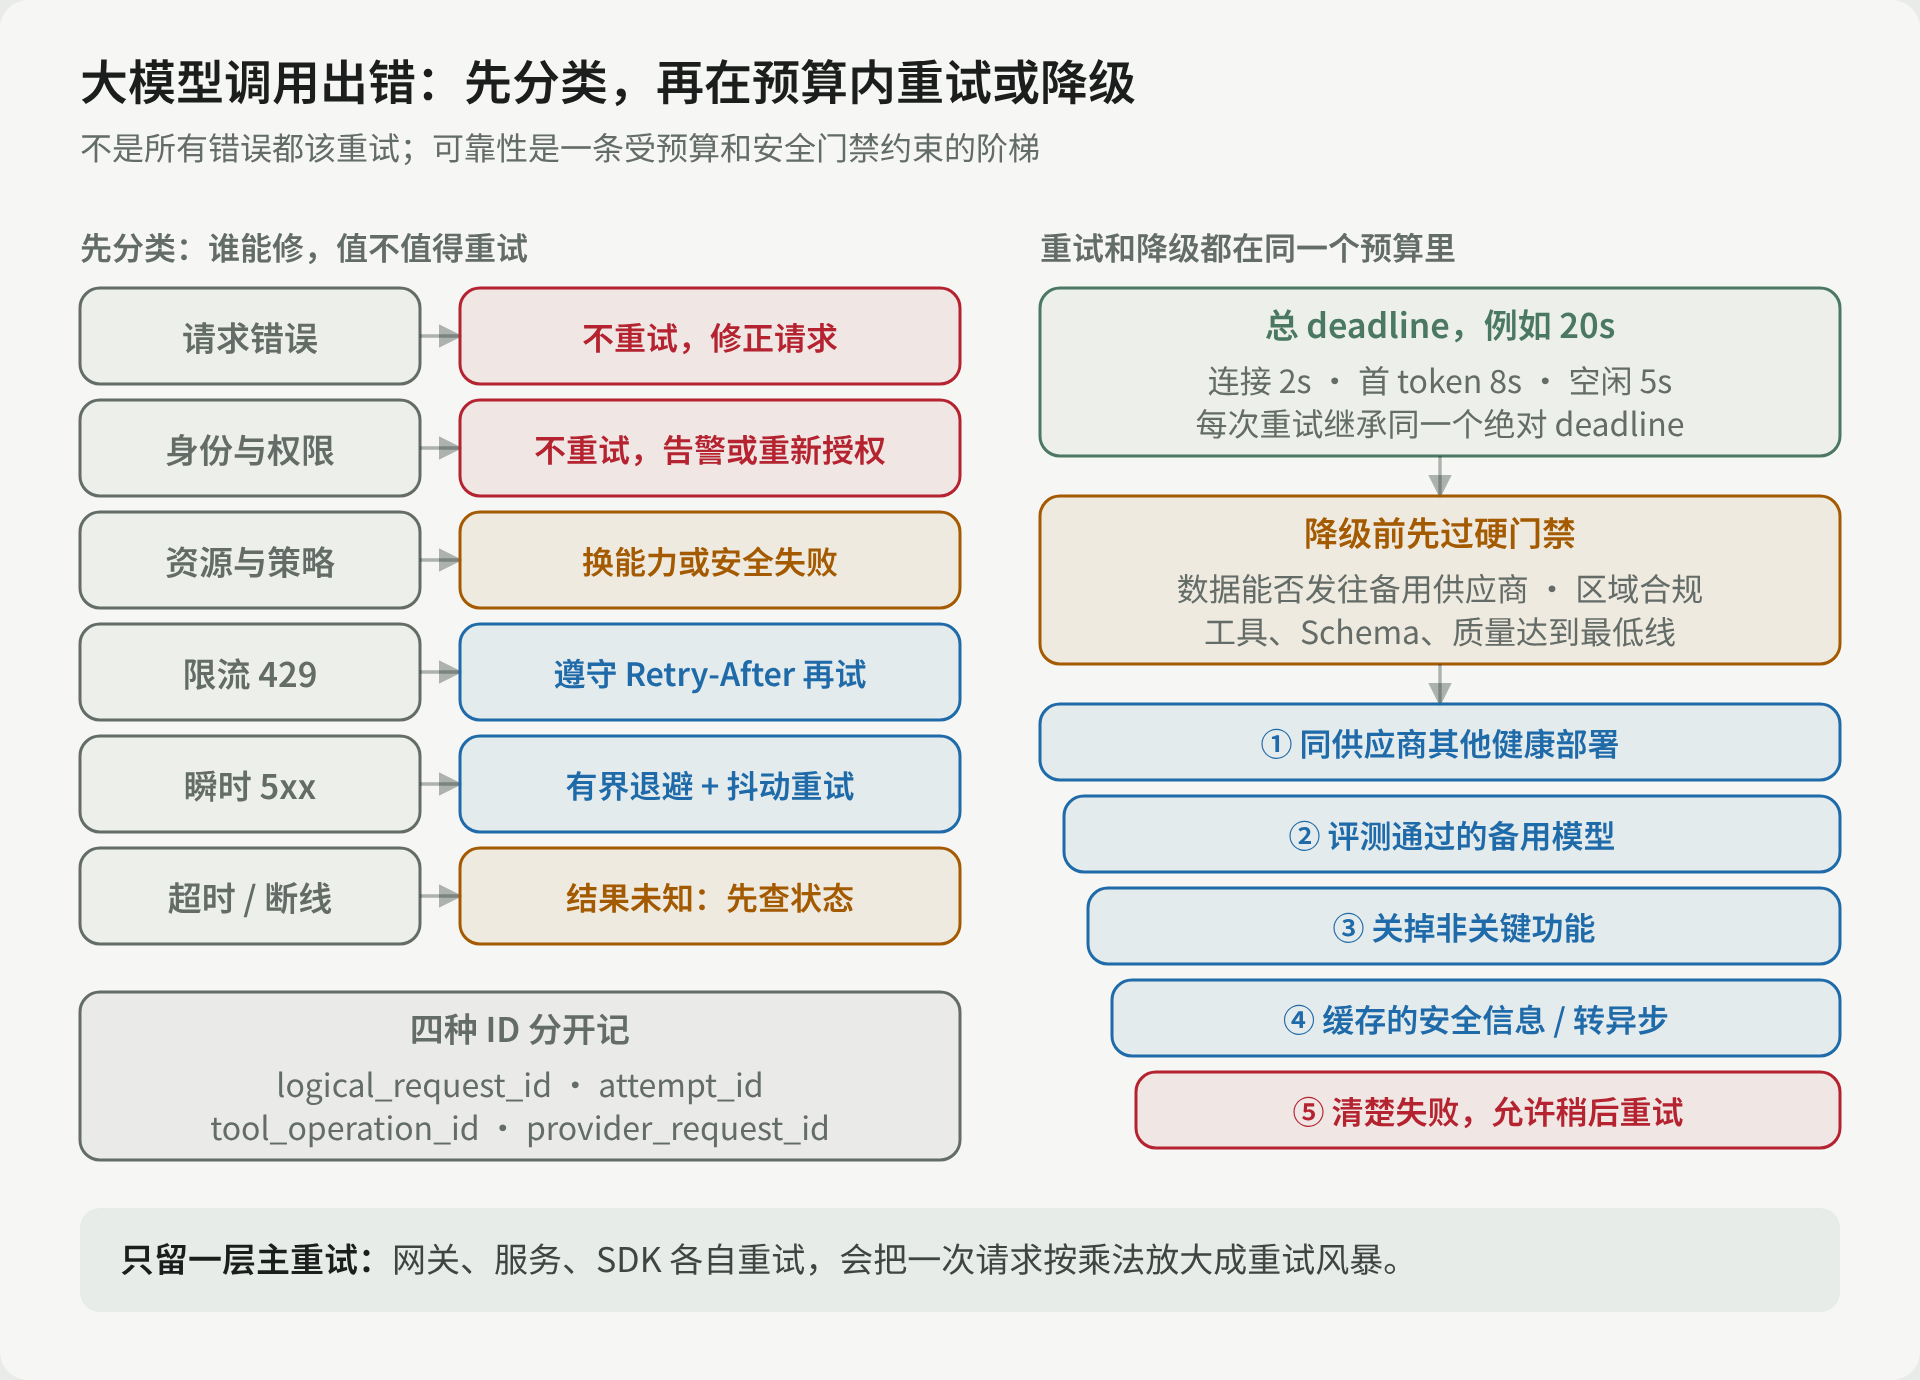 大模型调用出错：先分类，再在预算内重试或降级
不是所有错误都该重试；可靠性是一条受预算和安全门禁约束的阶梯
先分类：谁能修，值不值得重试
请求错误
不重试，修正请求
身份与权限
不重试，告警或重新授权
资源与策略
换能力或安全失败
限流 429
遵守 Retry-After 再试
瞬时 5xx
有界退避 + 抖动重试
超时 / 断线
结果未知：先查状态
四种 ID 分开记
logical_request_id · attempt_id
tool_operation_id · provider_request_id
重试和降级都在同一个预算里
总 deadline，例如 20s
连接 2s · 首 token 8s · 空闲 5s
每次重试继承同一个绝对 deadline
降级前先过硬门禁
数据能否发往备用供应商 · 区域合规
工具、Schema、质量达到最低线
① 同供应商其他健康部署
② 评测通过的备用模型
③ 关掉非关键功能
④ 缓存的安全信息 / 转异步
⑤ 清楚失败，允许稍后重试
只留一层主重试：网关、服务、SDK 各自重试，会把一次请求按乘法放大成重试风暴。